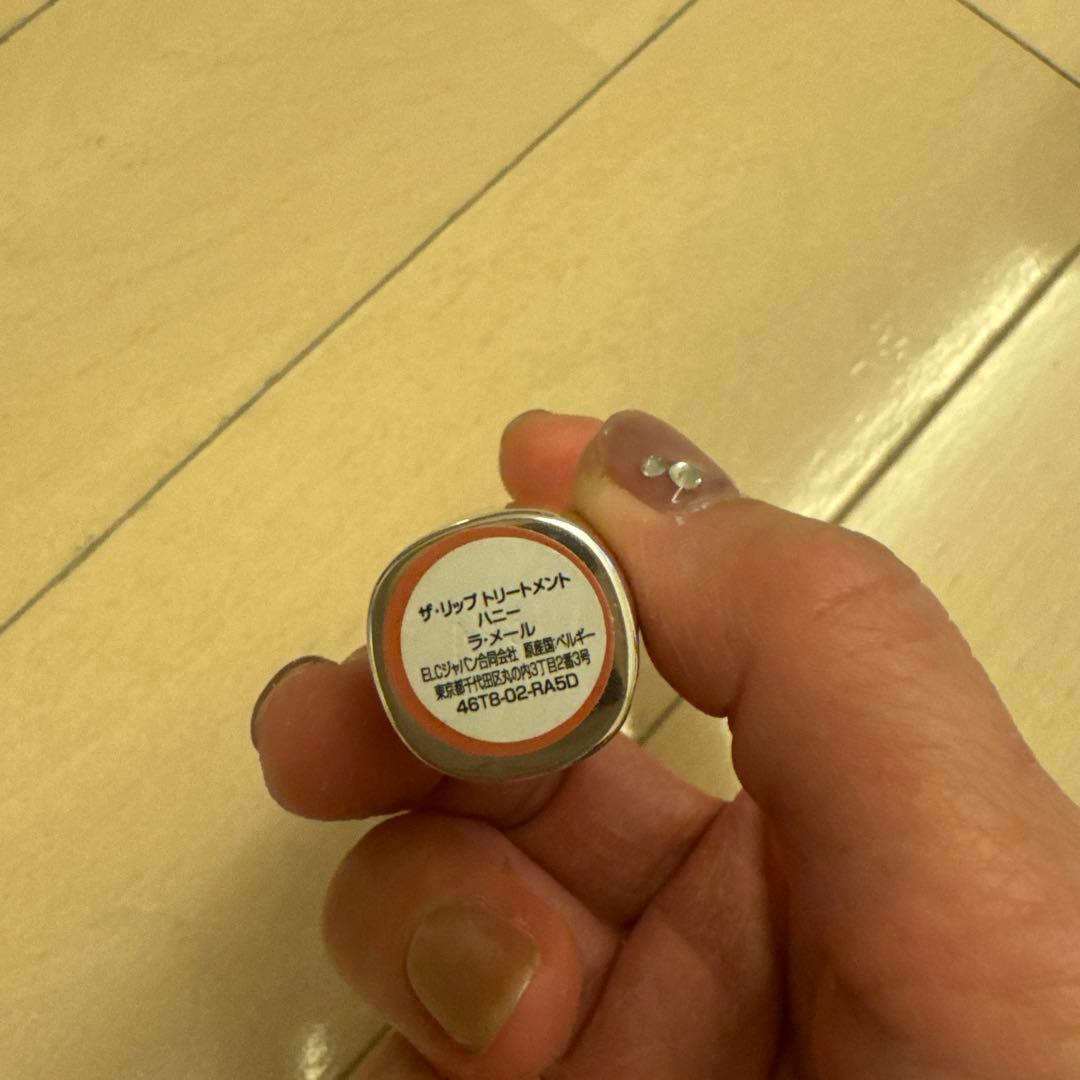 ザ・リップ トリートメント
ハニー
ラ・メール
ELCジャパン合同会社 原産国:ベルギー
東京都千代田区丸の内3丁目2番3号
46T8-02-RA5D